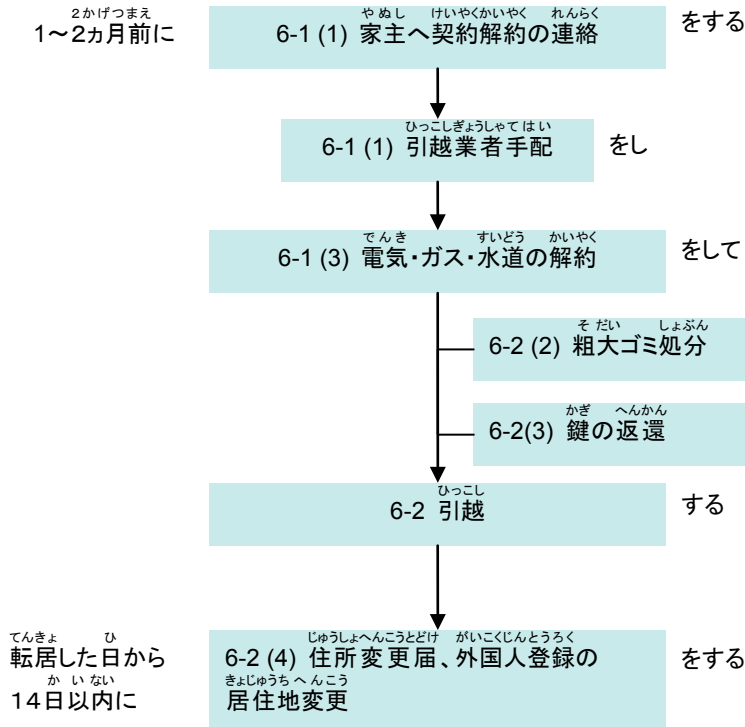 2かげつまえ やぬし けいやくかいやく れんらく
1～2ヵ月前に 6-1 (1) 家主へ契約解約の連絡 をする
ひっこしぎょうしゃてはい
6-1 (1) 引越業者手配 をし
でんき すいどう かいやく
6-1 (3) 電気・ガス・水道の解約 をして
そだい しょぶん
6-2 (2) 粗大ゴミ処分
かぎ へんかん
6-2(3) 鍵の返還
ひっこし
6-2 引越 する
てんきょ ひ じゅうしょへんこうとどけ がいこくじんとうろく
転居した日から 6-2 (4) 住所変更届、外国人登録の をする
かいない きょじゅうちへんこう
14日以内に 居住地変更